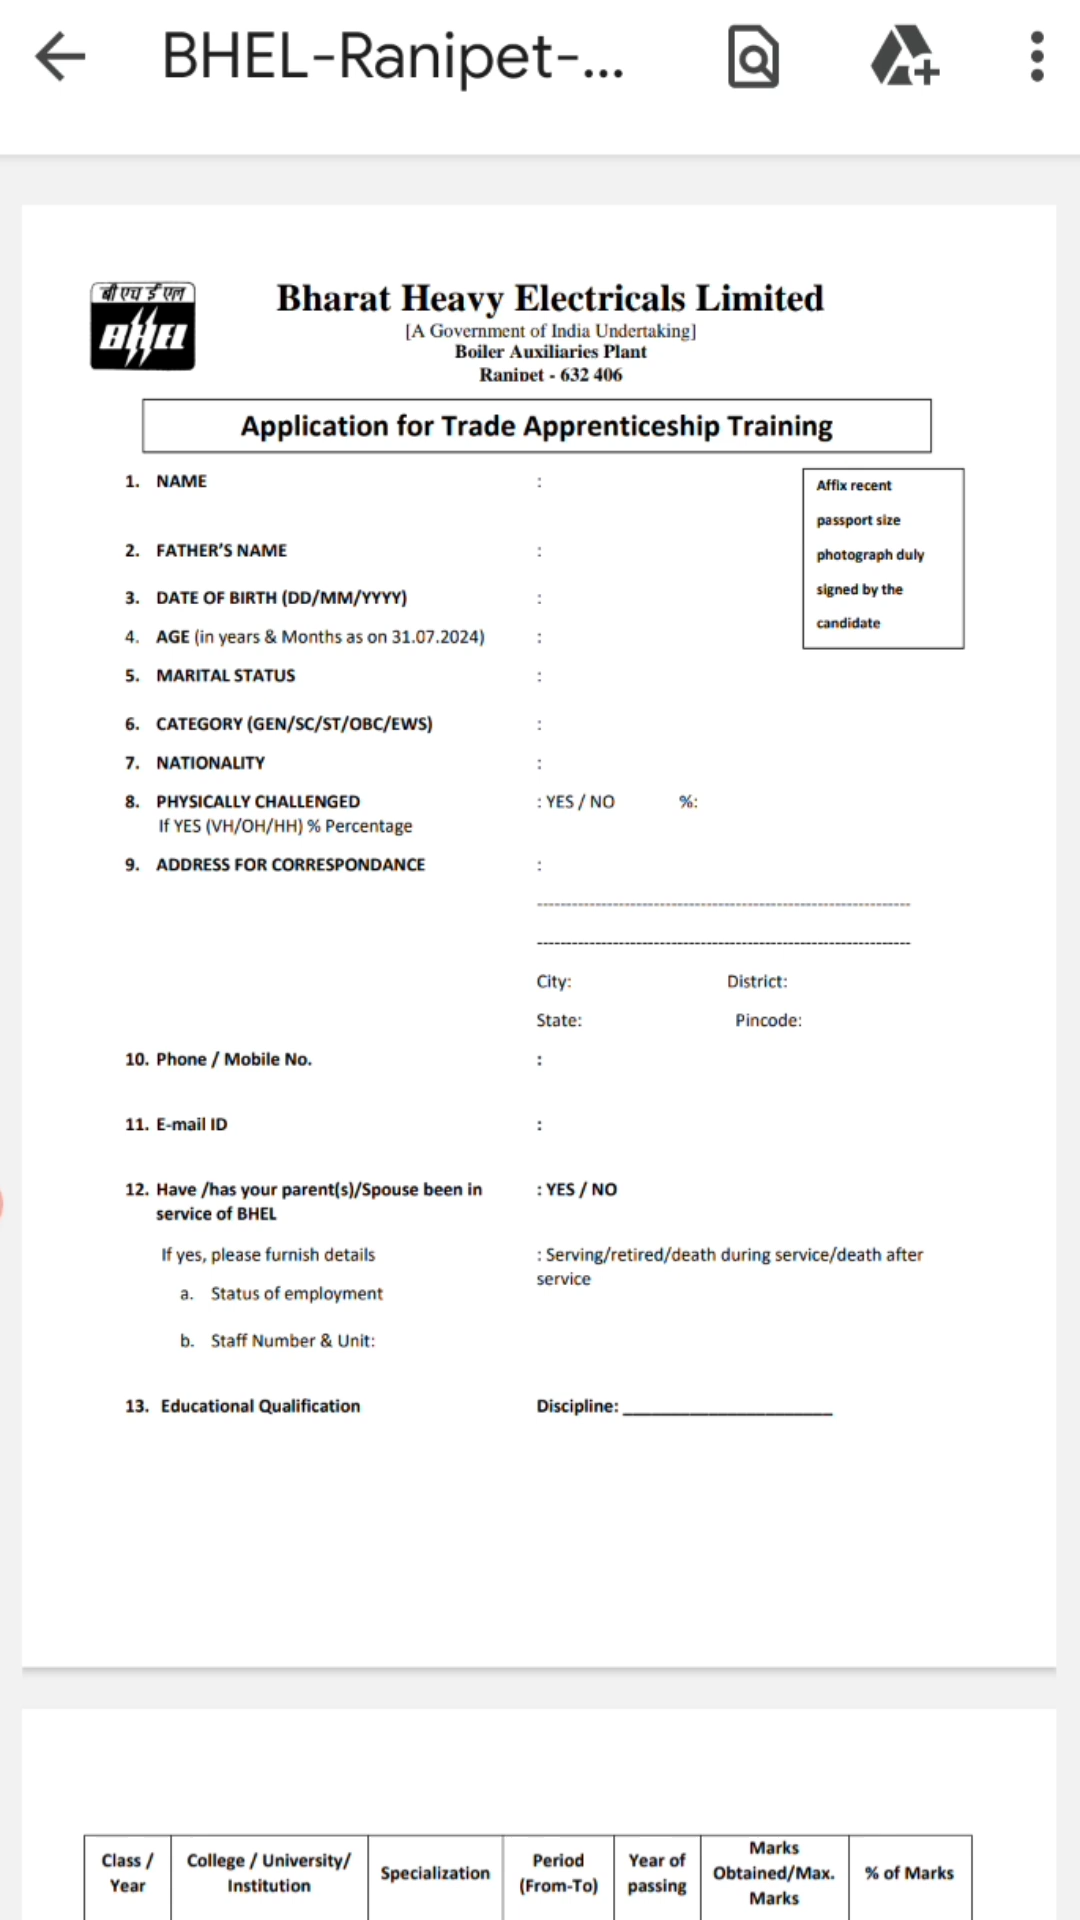 BHEL-Ranipet-...
बी एच ई एल
BHEL
Bharat Heavy Electricals Limited
[A Government of India Undertaking]
Boiler Auxiliaries Plant
Ranipet - 632 406
Application for Trade Apprenticeship Training
1. NAME :
Affix recent
passport size
photograph duly
signed by the
candidate
2. FATHER'S NAME :
3. DATE OF BIRTH (DD/MM/YYYY) :
4. AGE (in years & Months as on 31.07.2024) :
5. MARITAL STATUS :
6. CATEGORY (GEN/SC/ST/OBC/EWS) :
7. NATIONALITY :
8. PHYSICALLY CHALLENGED : YES / NO %:
If YES (VH/OH/HH) % Percentage
9. ADDRESS FOR CORRESPONDANCE :
City: District:
State: Pincode:
10. Phone / Mobile No. :
11. E-mail ID :
12. Have /has your parent(s)/Spouse been in : YES / NO
service of BHEL
If yes, please furnish details : Serving/retired/death during service/death after
service
a. Status of employment
b. Staff Number & Unit:
13. Educational Qualification Discipline: ____________________
Class /
Year
College / University/
Institution
Specialization
Period
(From-To)
Year of
passing
Marks
Obtained/Max.
Marks
% of Marks